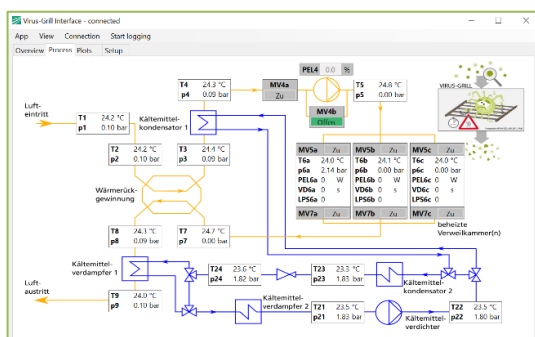 Virus-Grill Interface - connected
App View Connection Start logging
Overview Process Plots Setup
T4 24.3 °C
p4 0.09 bar
MV4a
Zu
PEL4 0.0 %
MV4b
Offen
T5 24.8 °C
p5 0.00 bar
VIRUS-GRILL
Luft-
eintritt
T1 24.2 °C
p1 0.10 bar
Kältemittel-
kondensator 1
T2 24.2 °C
p2 0.10 bar
T3 24.4 °C
p3 0.09 bar
Wärmerück-
gewinnung
MV5a Zu
T6a 24.0 °C
p6a 2.14 bar
PEL6a 0 W
VD6a 0 s
LPS6a 0
MV7a Zu
MV5b Zu
T6b 24.1 °C
p6b 0.00 bar
PEL6b 0 W
VD6b 0 s
LPS6b 0
MV7b Zu
MV5c Zu
T6c 24.0 °C
p6c 0.00 bar
PEL6c 0 W
VD6c 0 s
LPS6c 0
MV7c Zu
beheizte
Verweilkammer(n)
T8 24.3 °C
p8 0.09 bar
T7 24.7 °C
p7 0.00 bar
Kältemittel-
verdampfer 1
Luft-
austritt
T9 24.0 °C
p9 0.10 bar
T24 23.6 °C
p24 1.82 bar
T23 23.3 °C
p23 1.83 bar
Kältemittel-
kondensator 2
Kältemittel-
verdampfer 2
T21 23.5 °C
p21 1.83 bar
Kältemittel-
verdichter
T22 23.5 °C
p22 1.80 bar